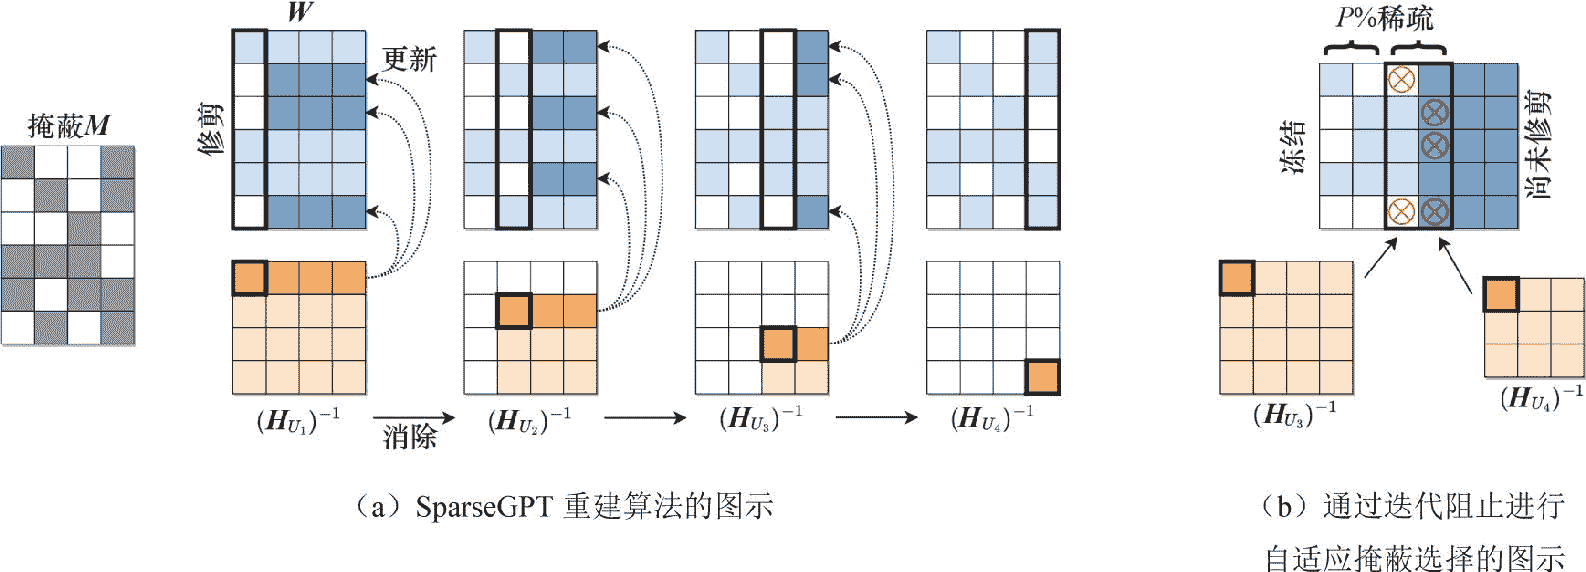 掩蔽M
W
更新
修剪
(H_{U_1})^{-1}
消除
(H_{U_2})^{-1}
(H_{U_3})^{-1}
(H_{U_4})^{-1}
(a) SparseGPT 重建算法的图示
P%稀疏
冻结
尚未修剪
(H_{U_3})^{-1}
(H_{U_4})^{-1}
(b) 通过迭代阻止进行
自适应掩蔽选择的图示